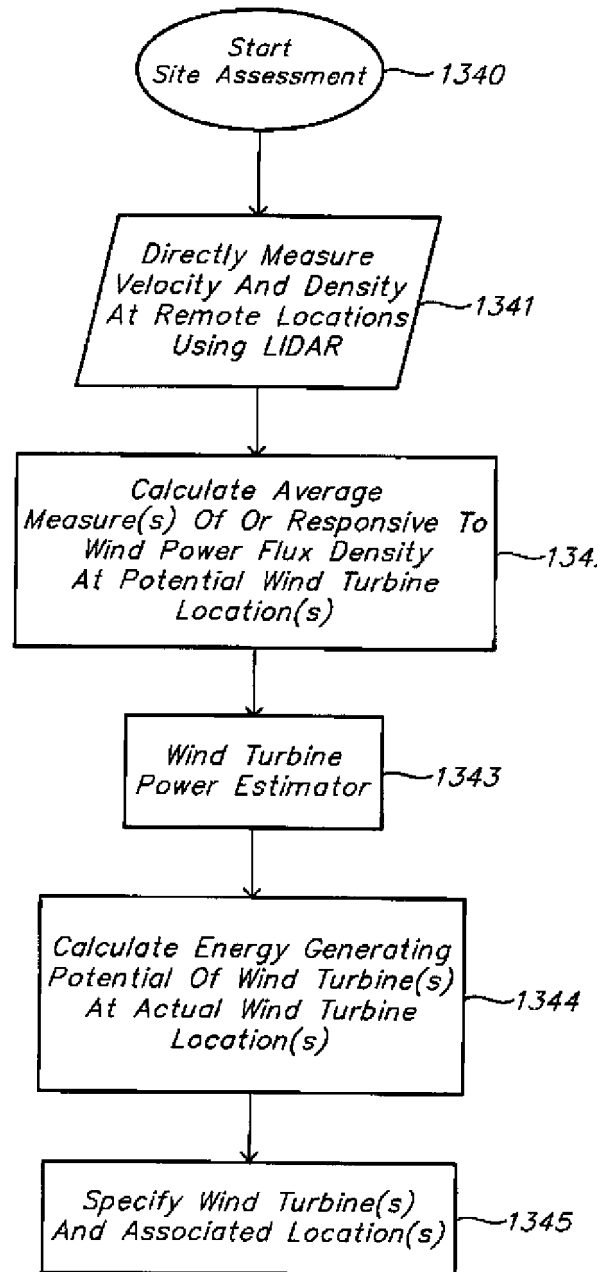 Start
Site Assessment
1340
Directly Measure
Velocity And Density
At Remote Locations
Using LIDAR
1341
Calculate Average
Measure(s) Of Or Responsive To
Wind Power Flux Density
At Potential Wind Turbine
Location(s)
Wind Turbine
Power Estimator
1343
Calculate Energy Generating
Potential Of Wind Turbine(s)
At Actual Wind Turbine
Location(s)
1344
Specify Wind Turbine(s)
And Associated Location(s)
1345